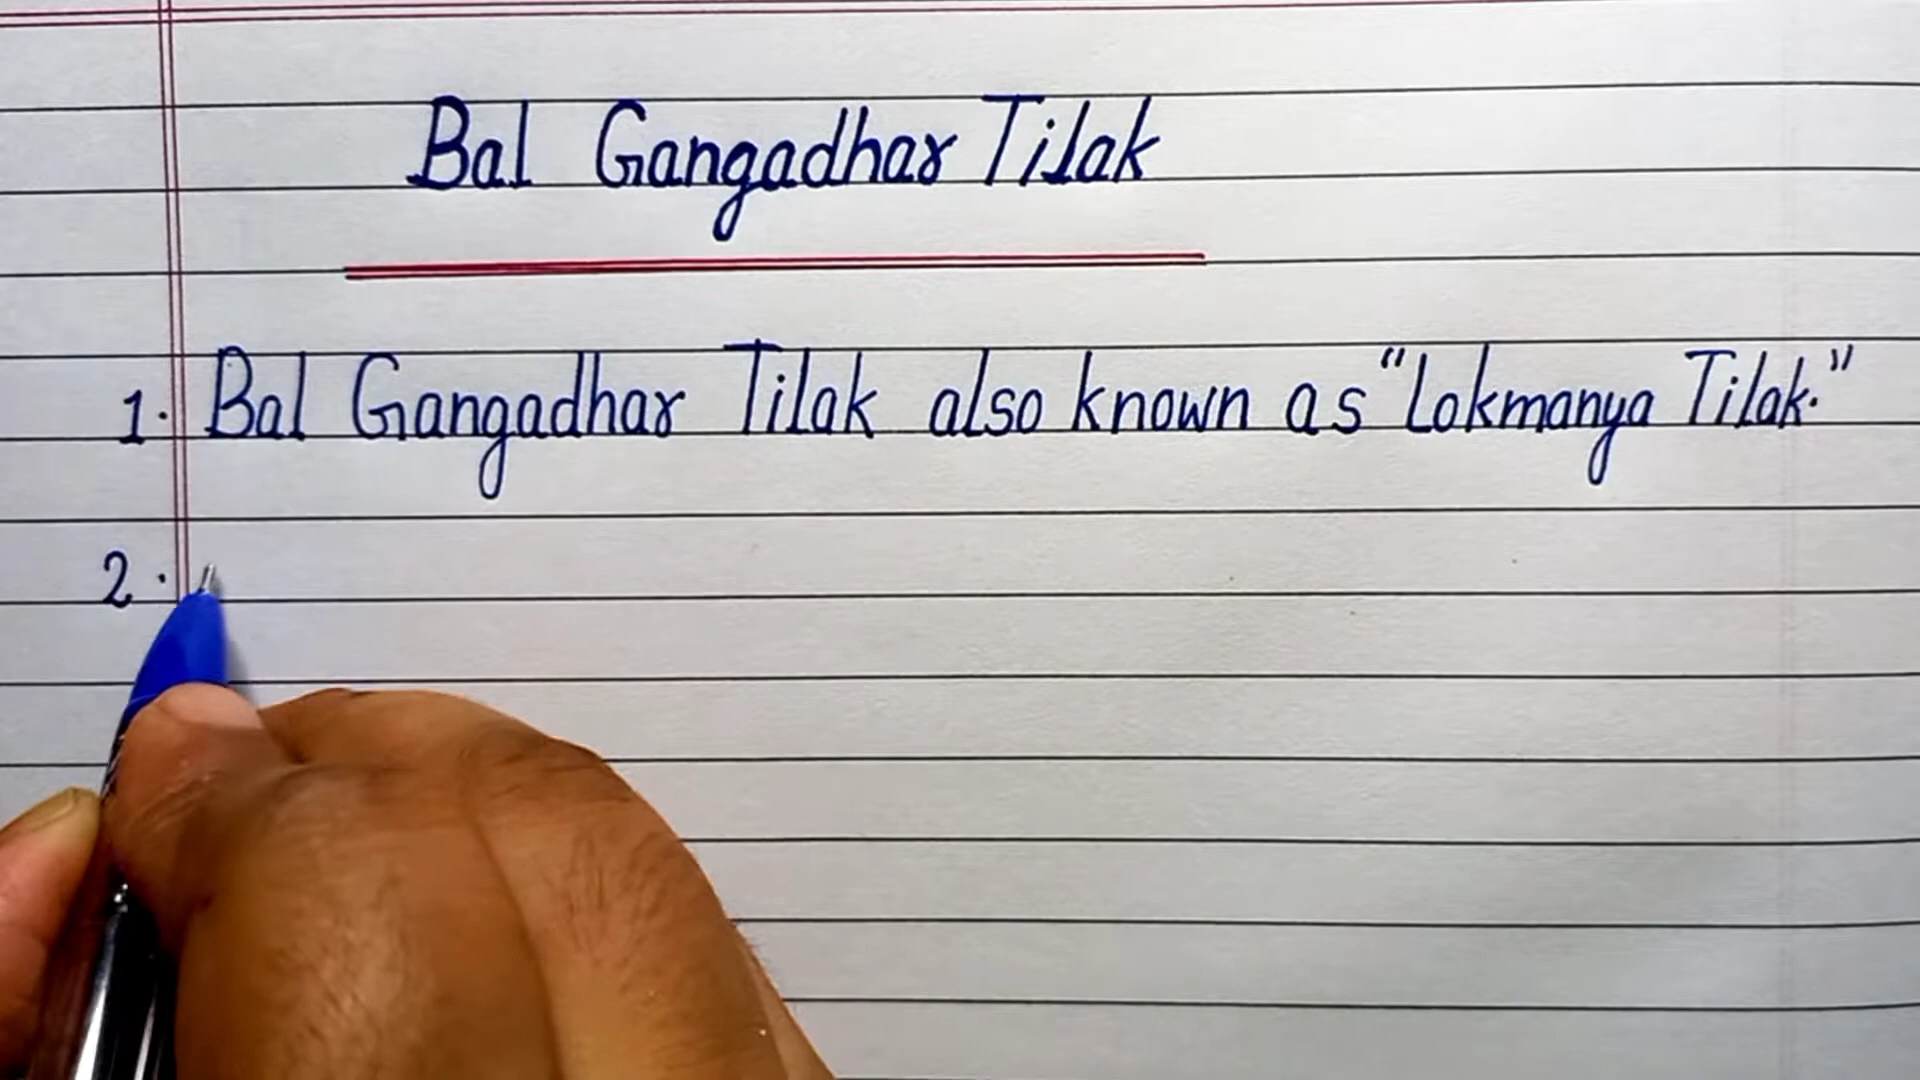 Bal Gangadhar Tilak
1. Bal Gangadhar Tilak also known as "Lokmanya Tilak."
2.